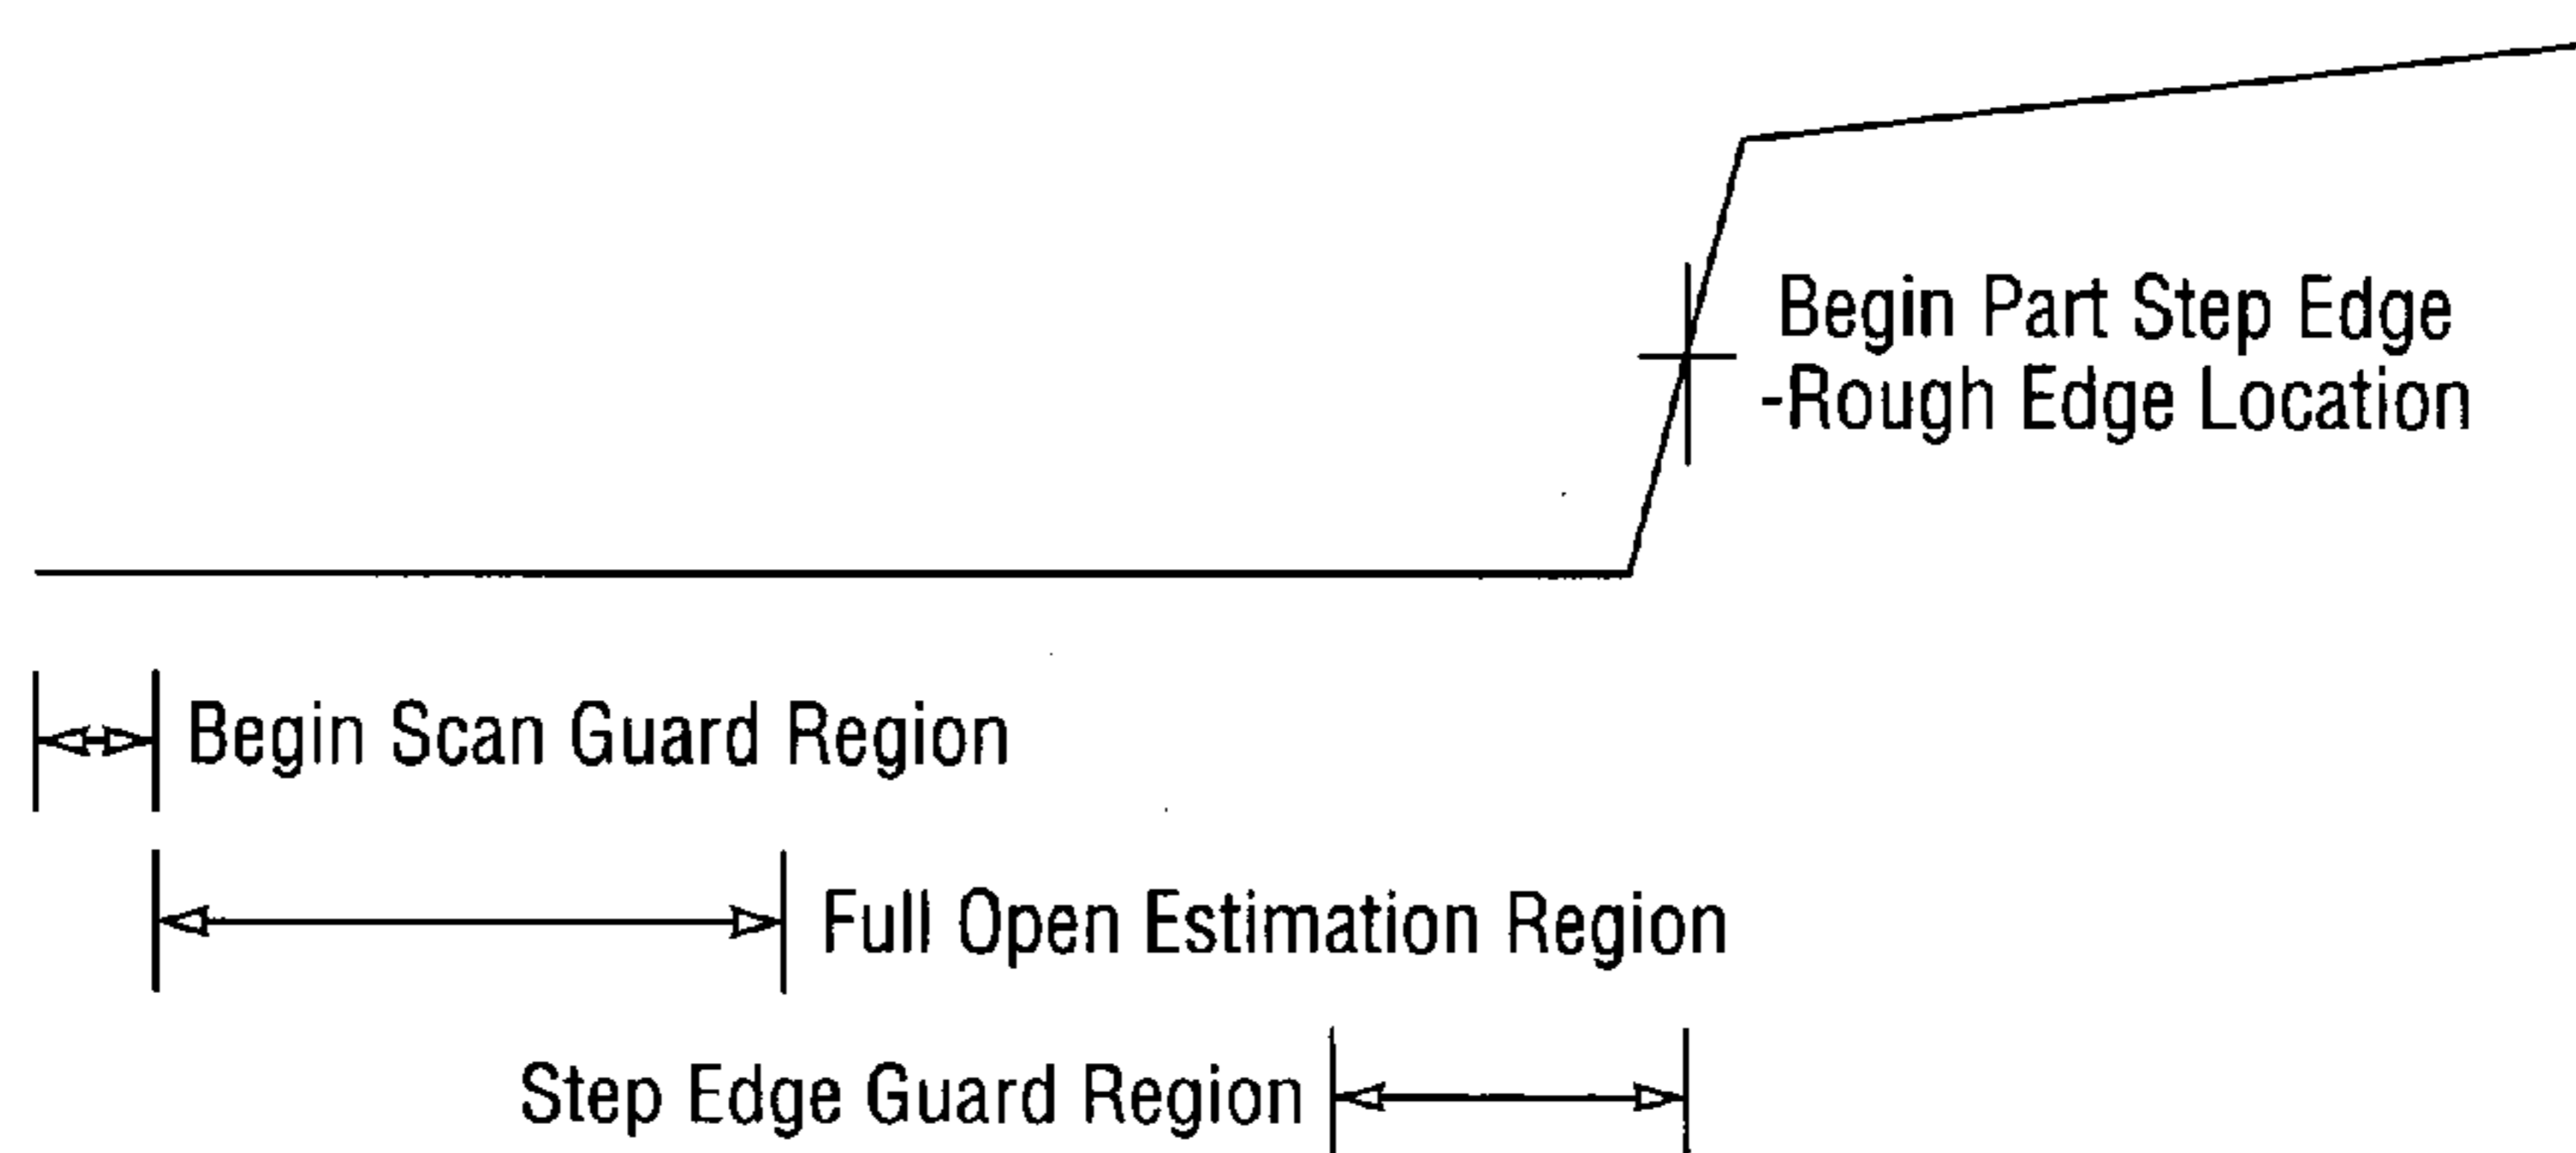 Begin Part Step Edge
-Rough Edge Location
Begin Scan Guard Region
Full Open Estimation Region
Step Edge Guard Region